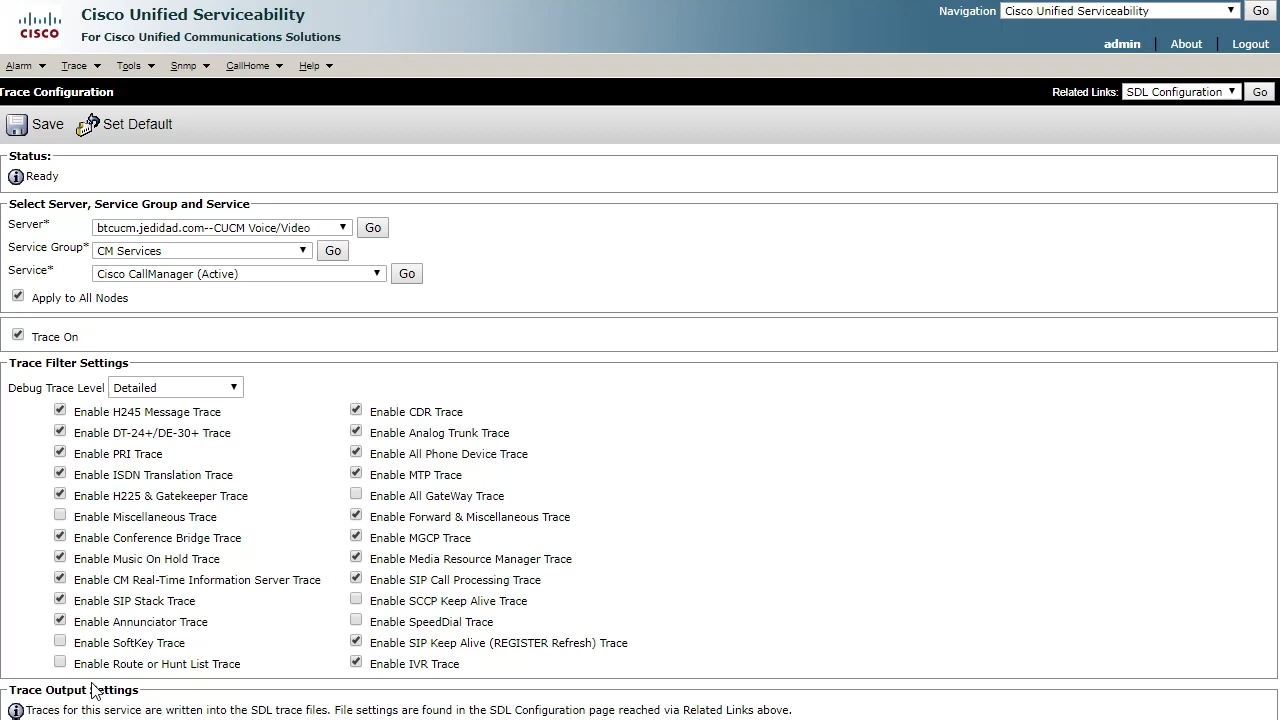 Cisco Unified Serviceability
For Cisco Unified Communications Solutions
CISCO
Navigation Cisco Unified Serviceability Go
admin About Logout
Alarm Trace Tools Snmp CallHome Help
Trace Configuration
Related Links: SDL Configuration Go
Save Set Default
Status:
Ready
Select Server, Service Group and Service
Server* btcucm.jedidad.com--CUCM Voice/Video Go
Service Group* CM Services Go
Service* Cisco CallManager (Active) Go
Apply to All Nodes
Trace On
Trace Filter Settings
Debug Trace Level Detailed
Enable H245 Message Trace Enable CDR Trace
Enable DT-24+/DE-30+ Trace Enable Analog Trunk Trace
Enable PRI Trace Enable All Phone Device Trace
Enable ISDN Translation Trace Enable MTP Trace
Enable H225 & Gatekeeper Trace Enable All GateWay Trace
Enable Miscellaneous Trace Enable Forward & Miscellaneous Trace
Enable Conference Bridge Trace Enable MGCP Trace
Enable Music On Hold Trace Enable Media Resource Manager Trace
Enable CM Real-Time Information Server Trace Enable SIP Call Processing Trace
Enable SIP Stack Trace Enable SCCP Keep Alive Trace
Enable Annunciator Trace Enable SpeedDial Trace
Enable SoftKey Trace Enable SIP Keep Alive (REGISTER Refresh) Trace
Enable Route or Hunt List Trace Enable IVR Trace
Trace Output Settings
Traces for this service are written into the SDL trace files. File settings are found in the SDL Configuration page reached via Related Links above.